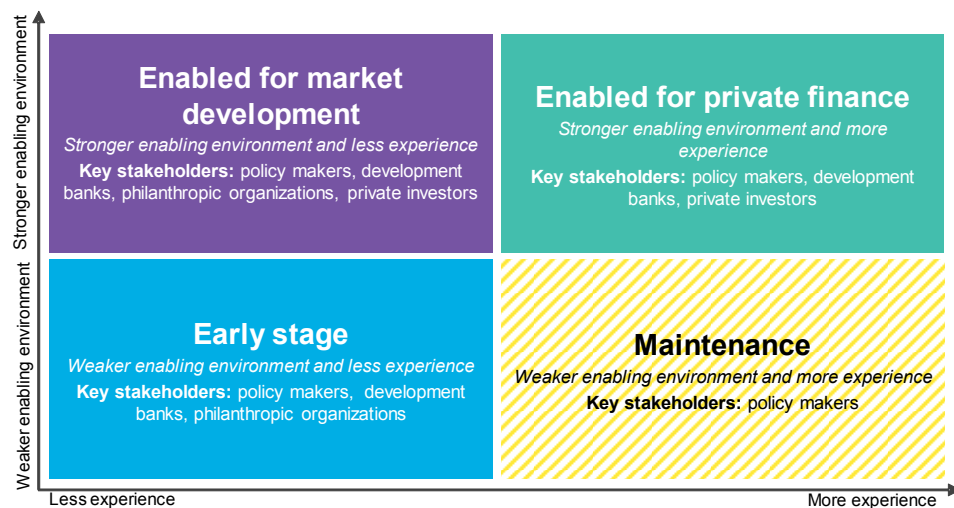 Stronger enabling environment
Weaker enabling environment
Enabled for market
development
Stronger enabling environment and less experience
Key stakeholders: policy makers, development
banks, philanthropic organizations, private investors
Enabled for private finance
Stronger enabling environment and more
experience
Key stakeholders: policy makers, development
banks, private investors
Early stage
Weaker enabling environment and less experience
Key stakeholders: policy makers, development
banks, philanthropic organizations
Maintenance
Weaker enabling environment and more experience
Key stakeholders: policy makers
Less experience
More experience